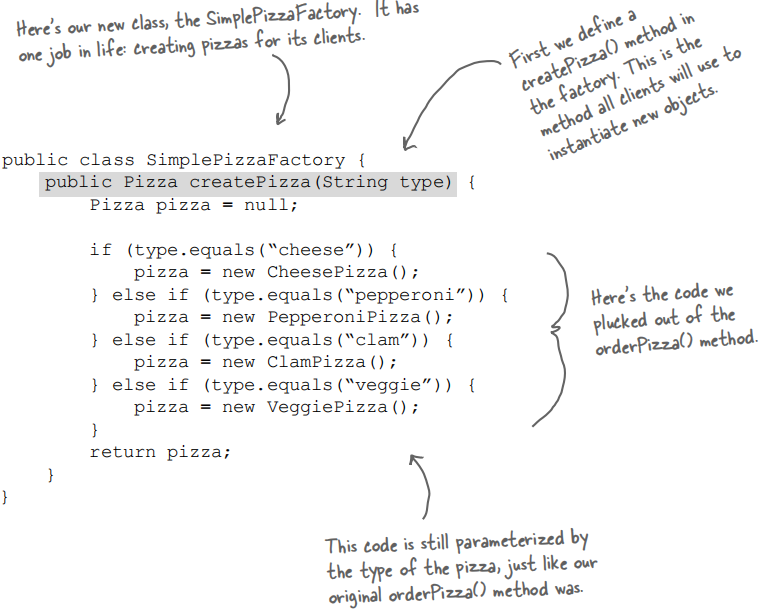 Here's our new class, the SimplePizzaFactory. It has
one job in life: creating pizzas for its clients.
First we define a
createPizza() method in
the factory. This is the
method all clients will use to
instantiate new objects.
public class SimplePizzaFactory {
public Pizza createPizza(String type) {
Pizza pizza = null;
if (type.equals(“cheese”)) {
pizza = new CheesePizza();
} else if (type.equals(“pepperoni”)) {
pizza = new PepperoniPizza();
} else if (type.equals(“clam”)) {
pizza = new ClamPizza();
} else if (type.equals(“veggie”)) {
pizza = new VeggiePizza();
}
return pizza;
}
}
Here's the code we
plucked out of the
orderPizza() method.
This code is still parameterized by
the type of the pizza, just like our
original orderPizza() method was.